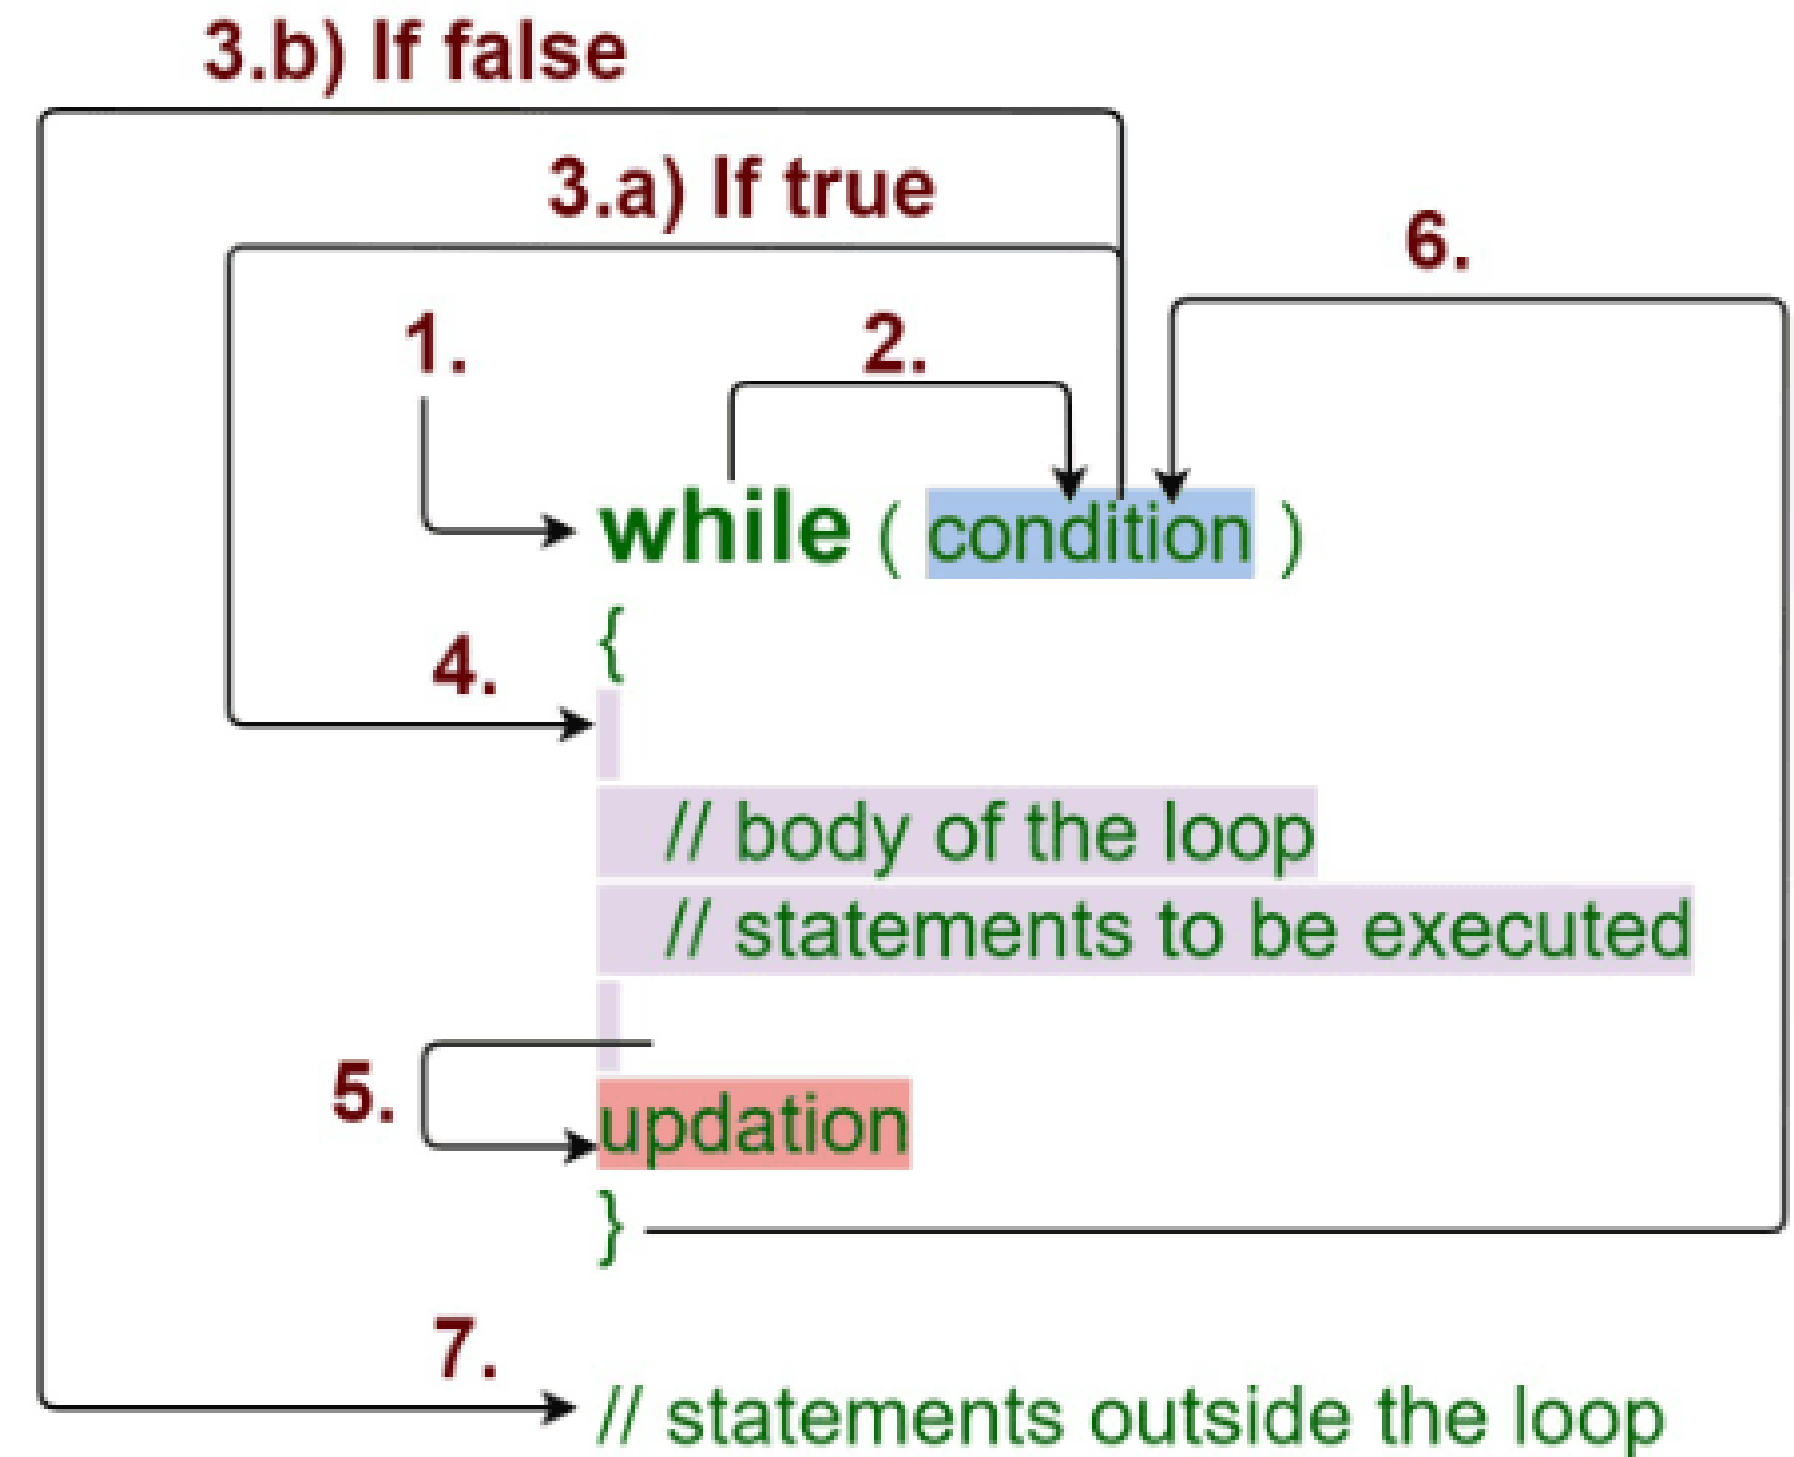 3.b) If false
3.a) If true
6.
1.
2.
while ( condition )
{
4.
// body of the loop
// statements to be executed
5.
updation
}
7.
// statements outside the loop